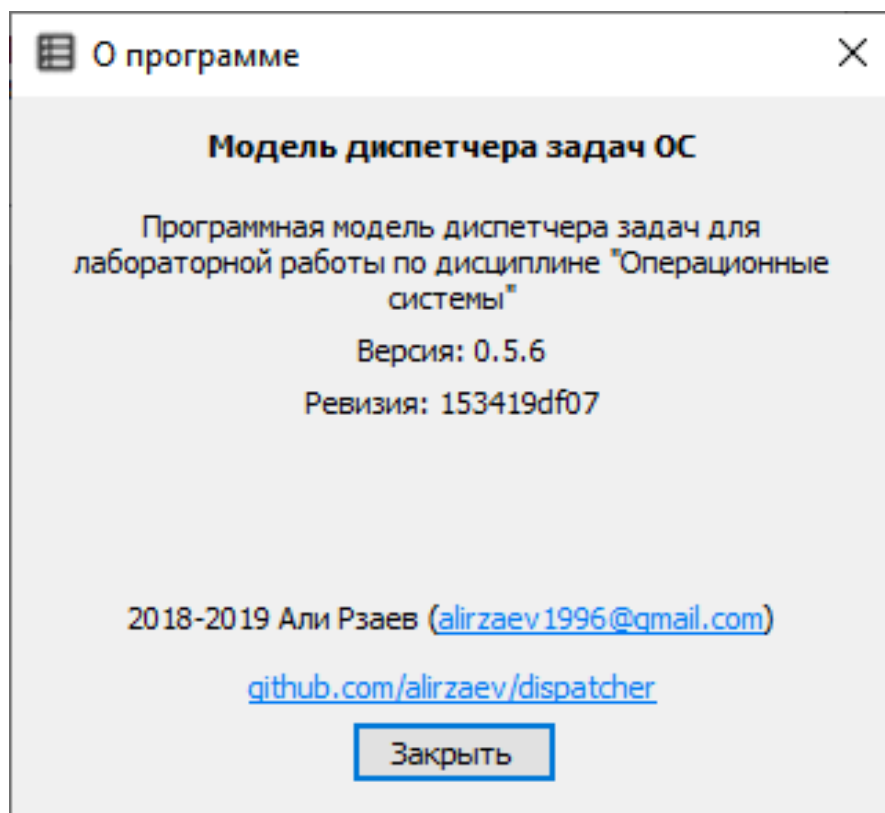 О программе
Модель диспетчера задач ОС
Программная модель диспетчера задач для
лабораторной работы по дисциплине "Операционные
системы"
Версия: 0.5.6
Ревизия: 153419df07
2018-2019 Али Рзаев (alirzaev1996@gmail.com)
github.com/alirzaev/dispatcher
Закрыть